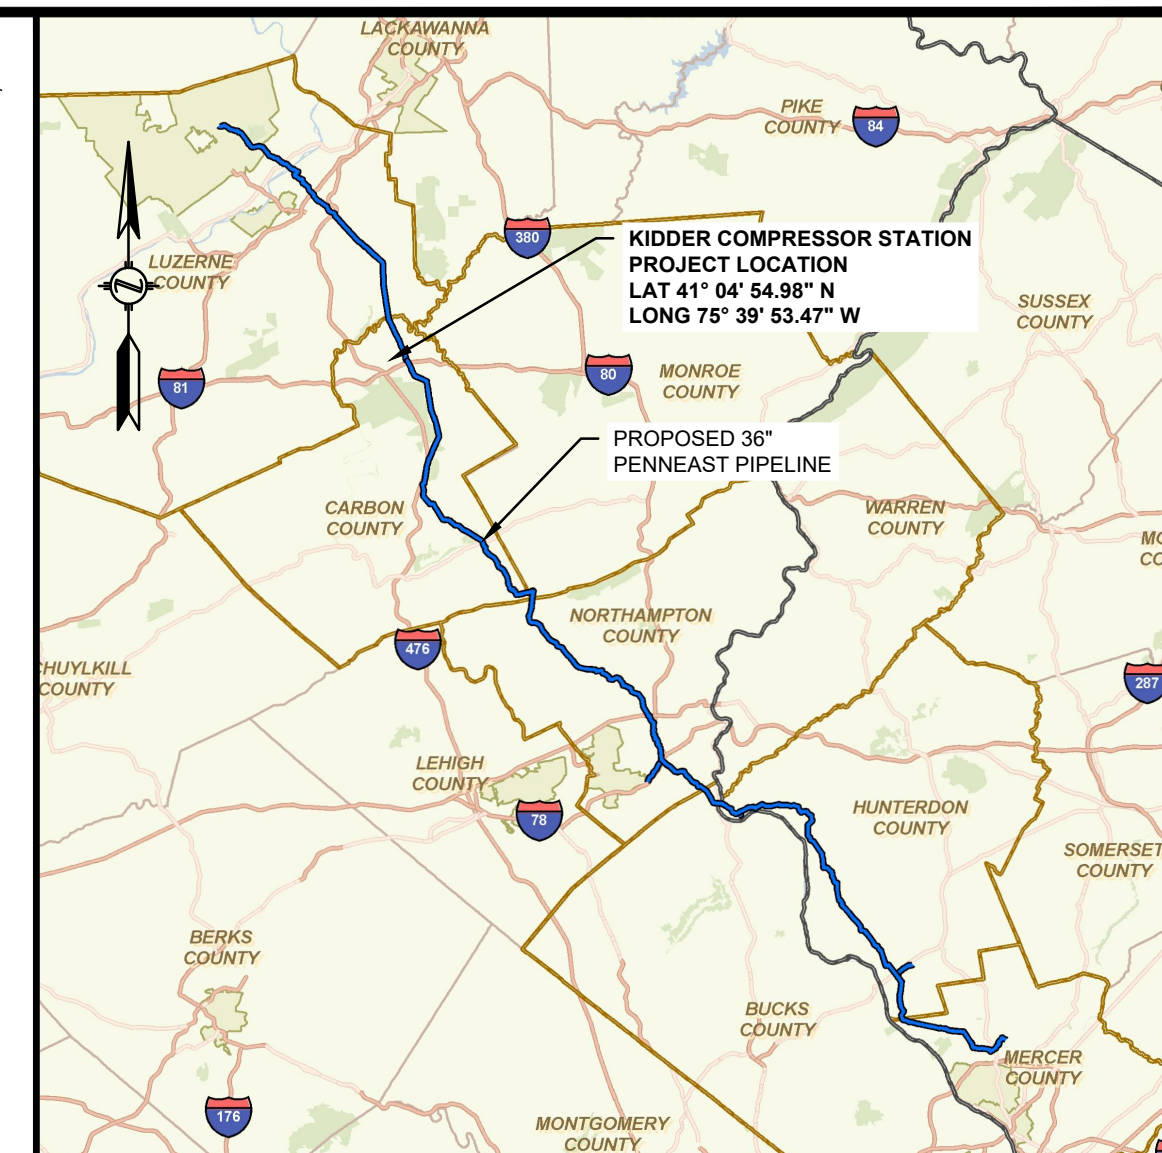 LACKAWANNA
COUNTY
PIKE
COUNTY
84
380
KIDDER COMPRESSOR STATION
PROJECT LOCATION
LAT 41° 04' 54.98" N
LONG 75° 39' 53.47" W
LUZERNE
COUNTY
SUSSEX
COUNTY
81
80
MONROE
COUNTY
PROPOSED 36"
PENNEAST PIPELINE
CARBON
COUNTY
WARREN
COUNTY
MO
CO
NORTHAMPTON
COUNTY
476
CHUYLKILL
COUNTY
287
LEHIGH
COUNTY
78
HUNTERDON
COUNTY
SOMERSET
COUNTY
BERKS
COUNTY
BUCKS
COUNTY
MERCER
COUNTY
176
MONTGOMERY
COUNTY